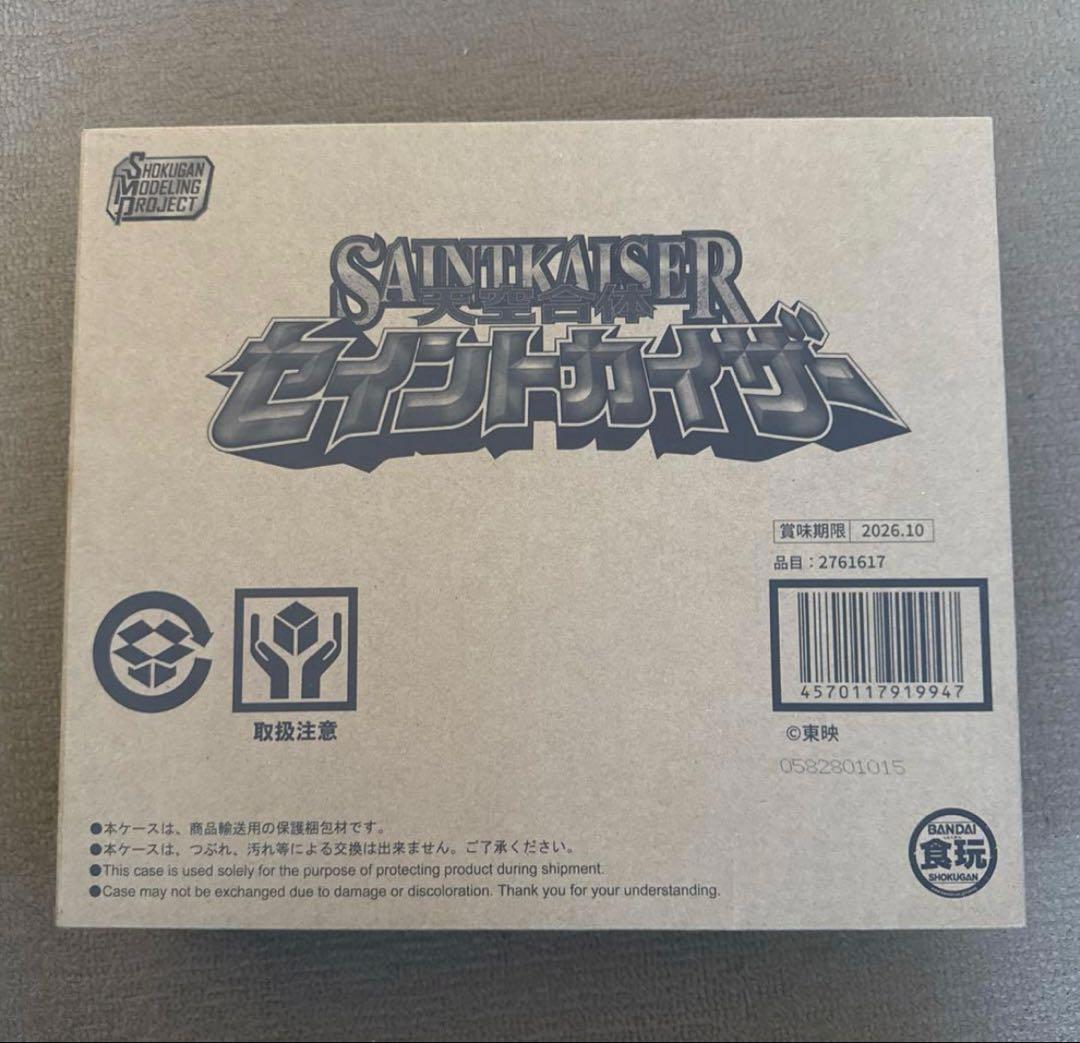 SHOKUGAN
MODELING
PROJECT
SAINTKAISER
天空合体
セイントカイザー
賞味期限 2026.10
品目：2761617
4570117919947
取扱注意
©東映
0582801015
●本ケースは、商品輸送用の保護梱包材です。
●本ケースは、つぶれ、汚れ等による交換は出来ません。ご了承ください。
●This case is used solely for the purpose of protecting product during shipment.
●Case may not be exchanged due to damage or discoloration. Thank you for your understanding.
BANDAI
食玩
SHOKUGAN